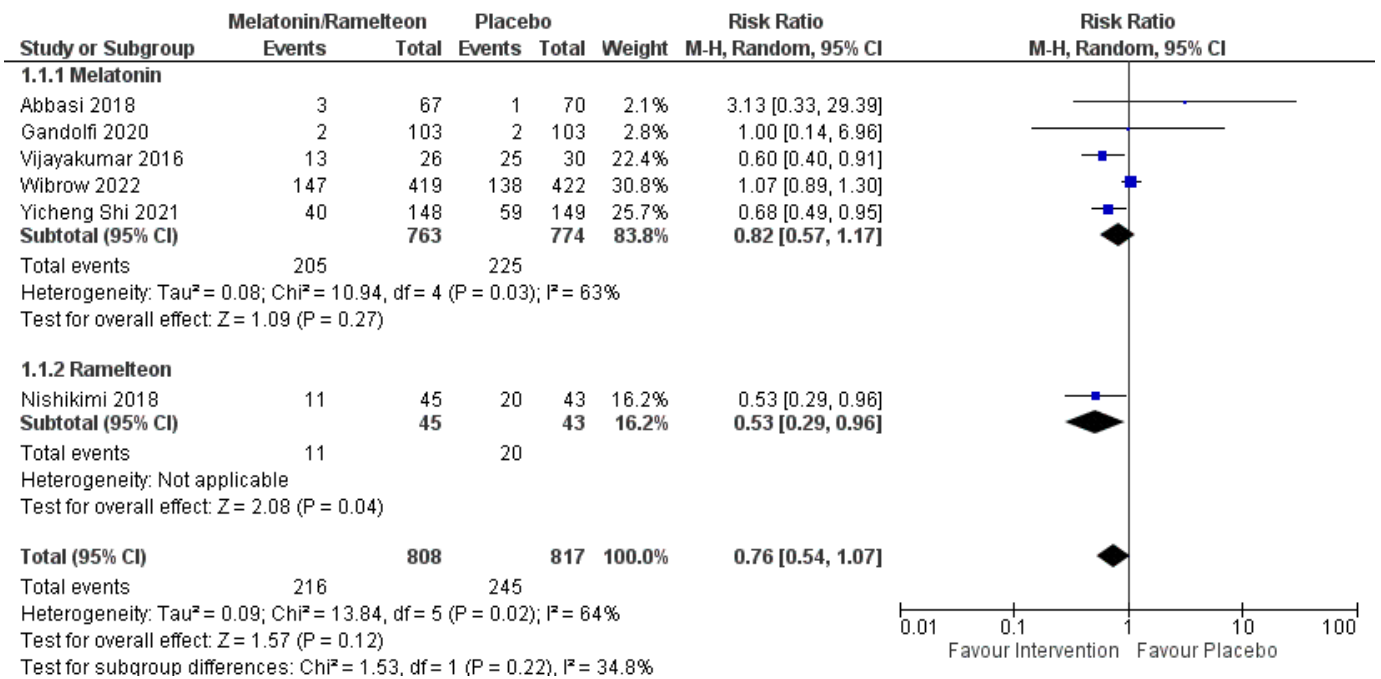 Melatonin/Ramelteon Placebo Risk Ratio Risk Ratio
Study or Subgroup Events Total Events Total Weight M-H, Random, 95% CI M-H, Random, 95% CI
1.1.1 Melatonin
Abbasi 2018 3 67 1 70 2.1% 3.13 [0.33, 29.39]
Gandolfi 2020 2 103 2 103 2.8% 1.00 [0.14, 6.96]
Vijayakumar 2016 13 26 25 30 22.4% 0.60 [0.40, 0.91]
Wibrow 2022 147 419 138 422 30.8% 1.07 [0.89, 1.30]
Yicheng Shi 2021 40 148 59 149 25.7% 0.68 [0.49, 0.95]
Subtotal (95% CI) 763 774 83.8% 0.82 [0.57, 1.17]
Total events 205 225
Heterogeneity: Tau² = 0.08; Chi² = 10.94, df = 4 (P = 0.03); I² = 63%
Test for overall effect: Z = 1.09 (P = 0.27)
1.1.2 Ramelteon
Nishikimi 2018 11 45 20 43 16.2% 0.53 [0.29, 0.96]
Subtotal (95% CI) 45 43 16.2% 0.53 [0.29, 0.96]
Total events 11 20
Heterogeneity: Not applicable
Test for overall effect: Z = 2.08 (P = 0.04)
Total (95% CI) 808 817 100.0% 0.76 [0.54, 1.07]
Total events 216 245
Heterogeneity: Tau² = 0.09; Chi² = 13.84, df = 5 (P = 0.02); I² = 64%
Test for overall effect: Z = 1.57 (P = 0.12)
Test for subgroup differences: Chi² = 1.53, df = 1 (P = 0.22), I² = 34.8%
0.01 0.1 1 10 100
Favour Intervention Favour Placebo